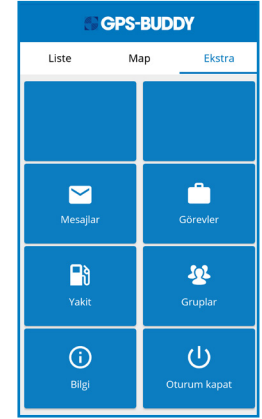 GPS-BUDDY
Liste Map Ekstra
Mesajlar Görevler
Yakit Gruplar
Bilgi Oturum kapat